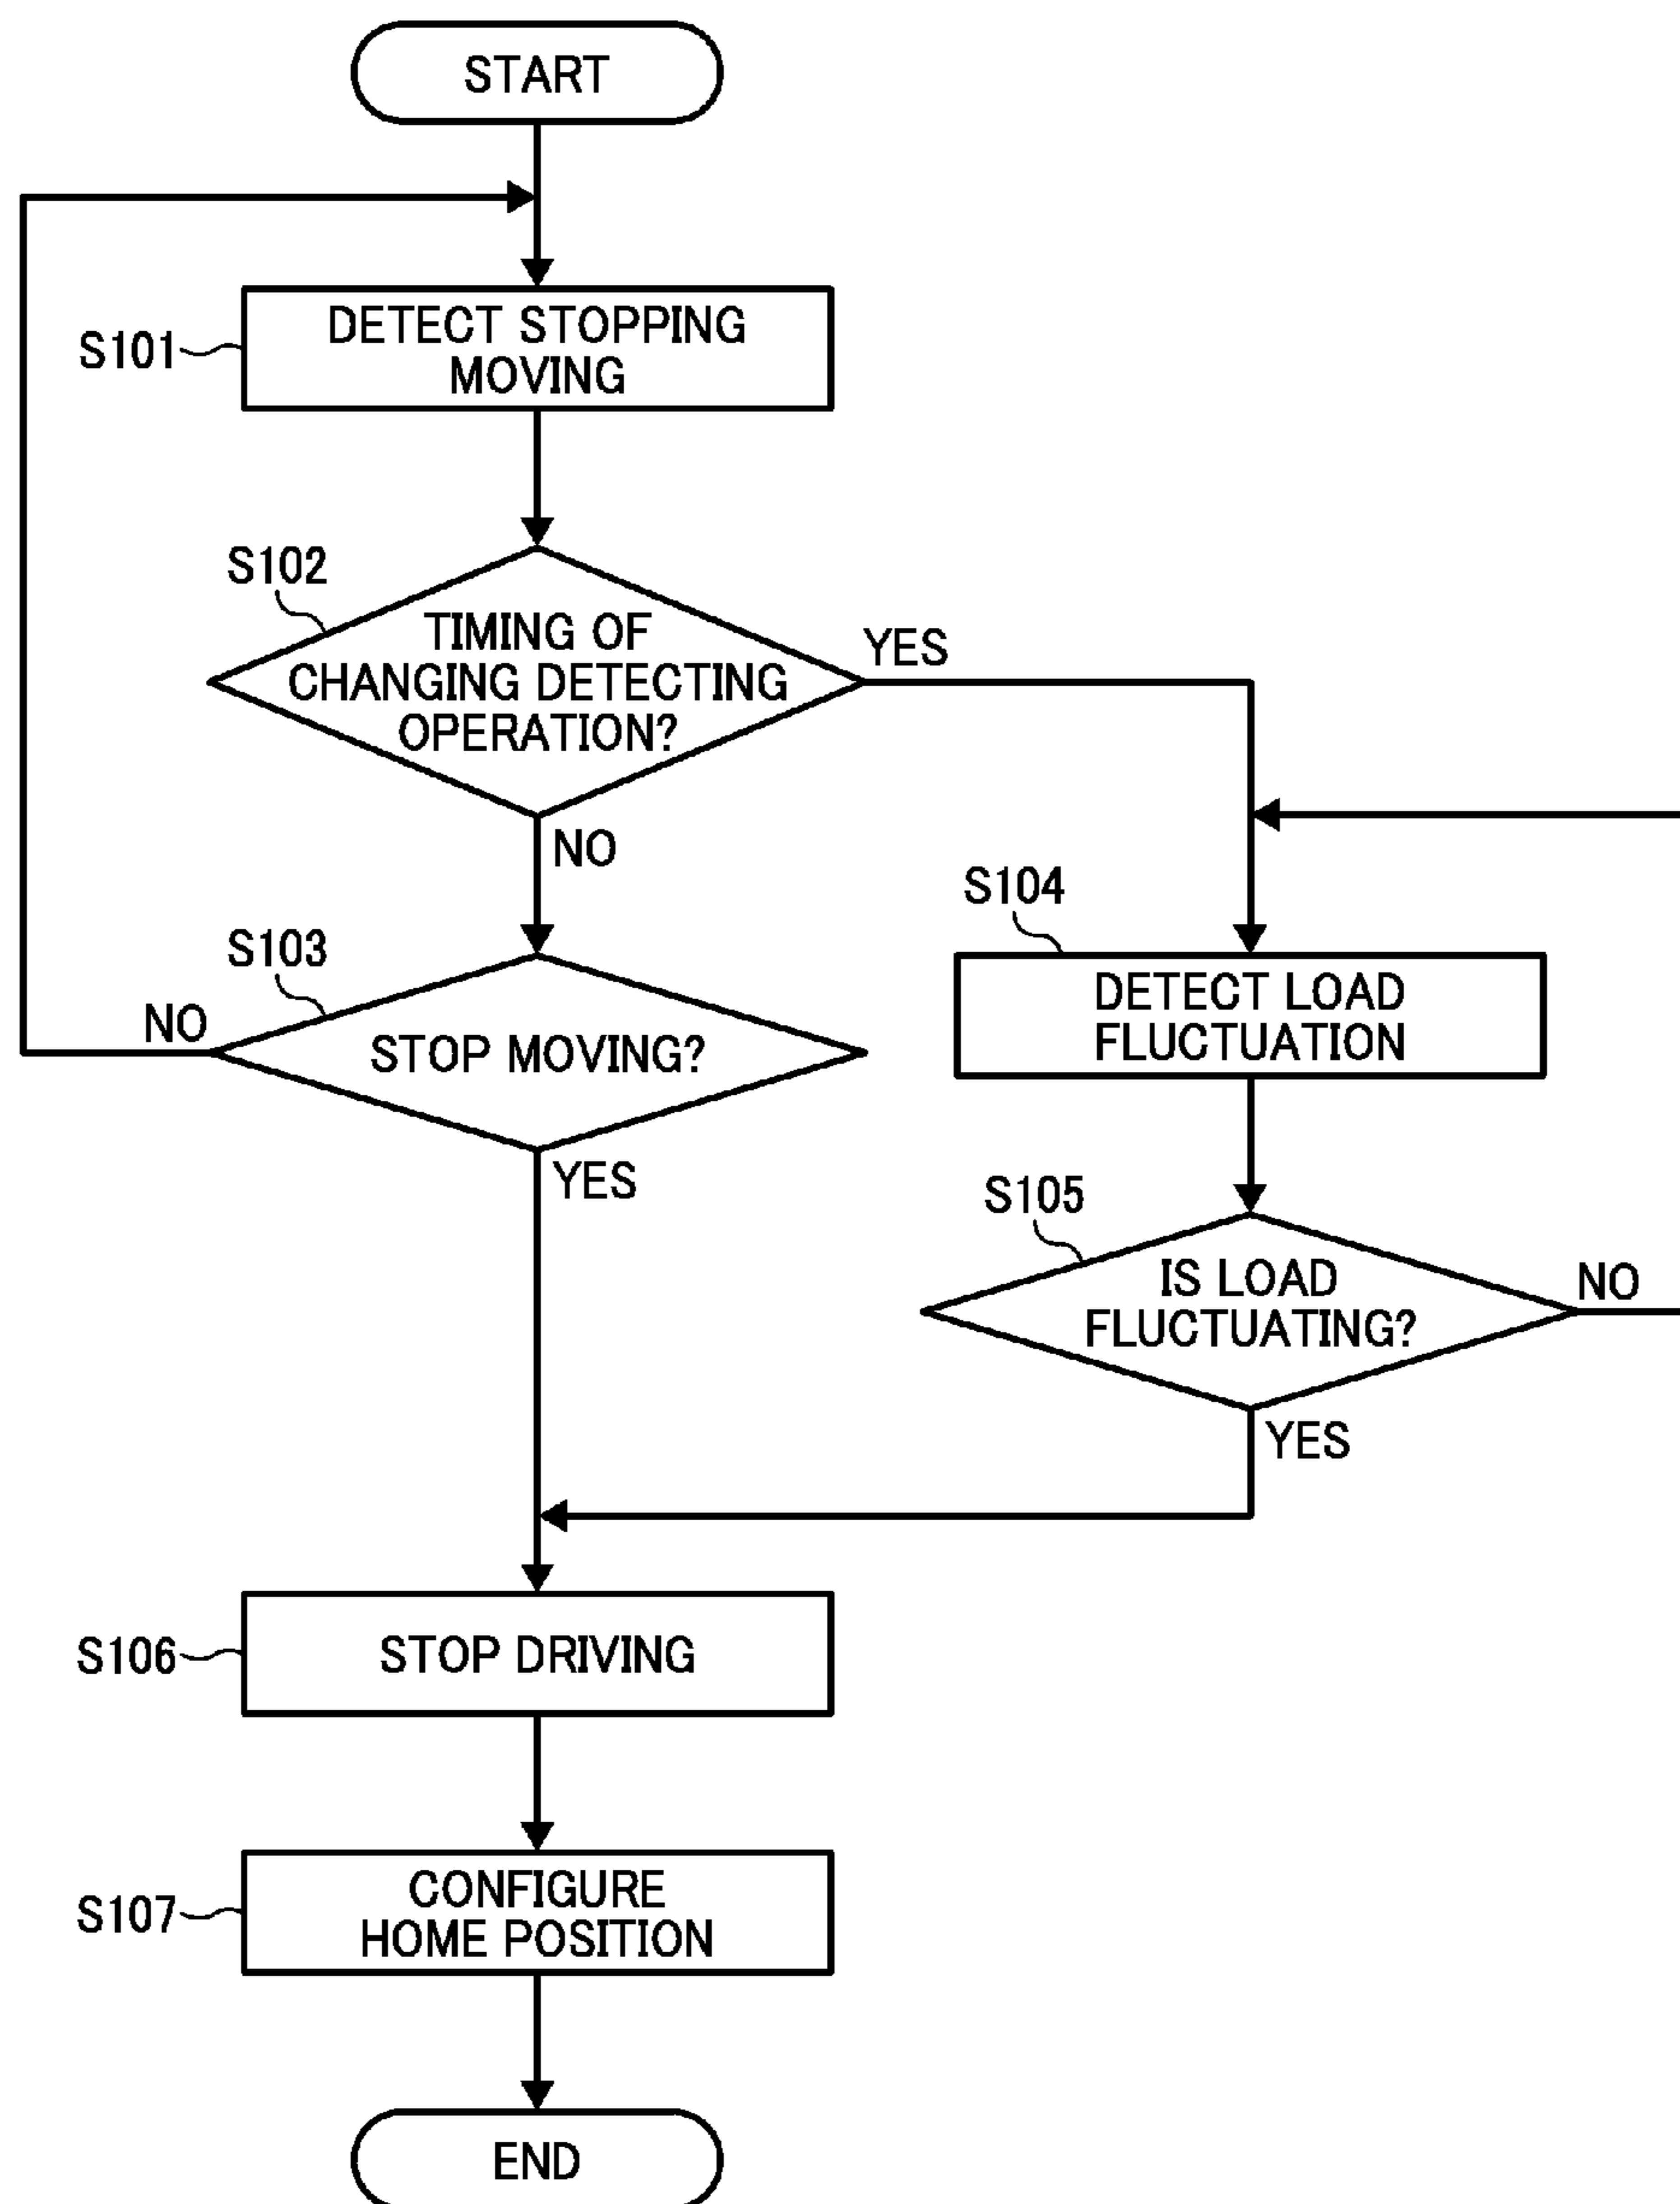 START
S101
DETECT STOPPING
MOVING
S102
TIMING OF
CHANGING DETECTING
OPERATION?
YES
NO
S103
NO
STOP MOVING?
YES
S104
DETECT LOAD
FLUCTUATION
S105
IS LOAD
FLUCTUATING?
NO
YES
S106
STOP DRIVING
S107
CONFIGURE
HOME POSITION
END